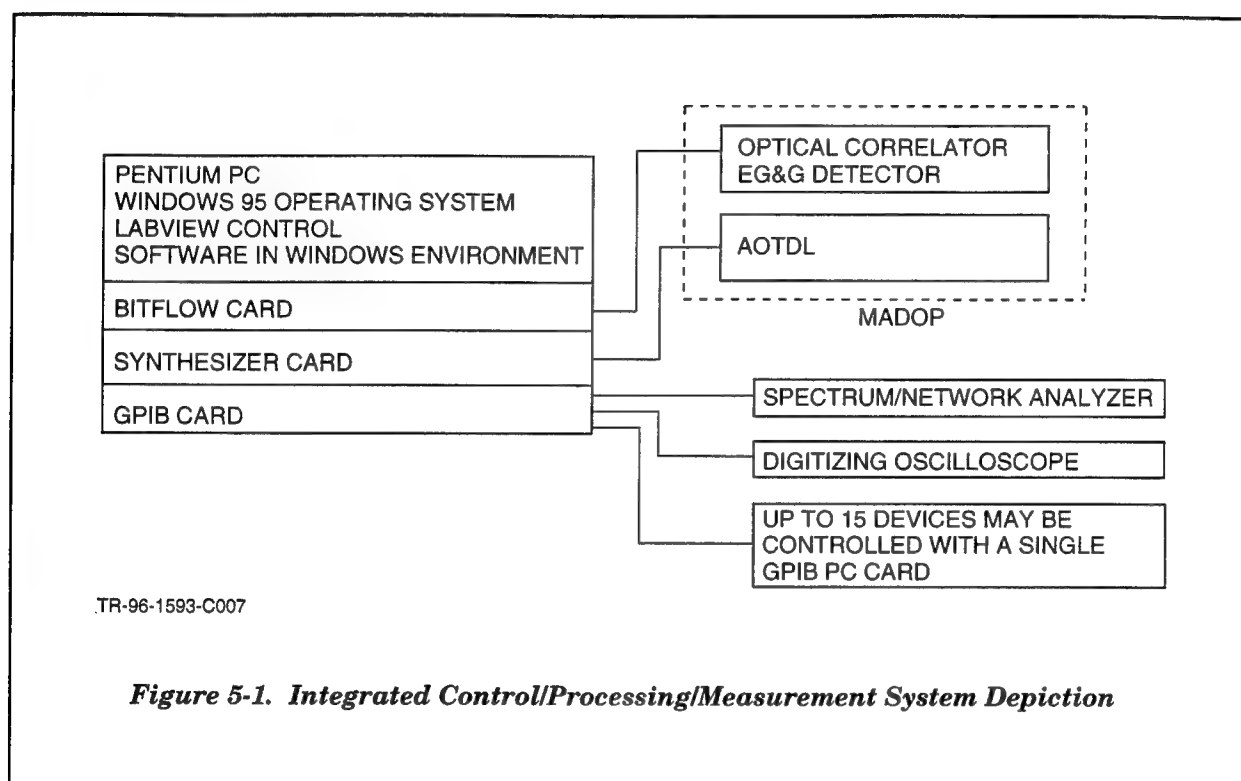 PENTIUM PC
WINDOWS 95 OPERATING SYSTEM
LABVIEW CONTROL
SOFTWARE IN WINDOWS ENVIRONMENT
BITFLOW CARD
SYNTHESIZER CARD
GPIB CARD
OPTICAL CORRELATOR
EG&G DETECTOR
AOTDL
MADOP
SPECTRUM/NETWORK ANALYZER
DIGITIZING OSCILLOSCOPE
UP TO 15 DEVICES MAY BE
CONTROLLED WITH A SINGLE
GPIB PC CARD
TR-96-1593-C007
Figure 5-1. Integrated Control/Processing/Measurement System Depiction